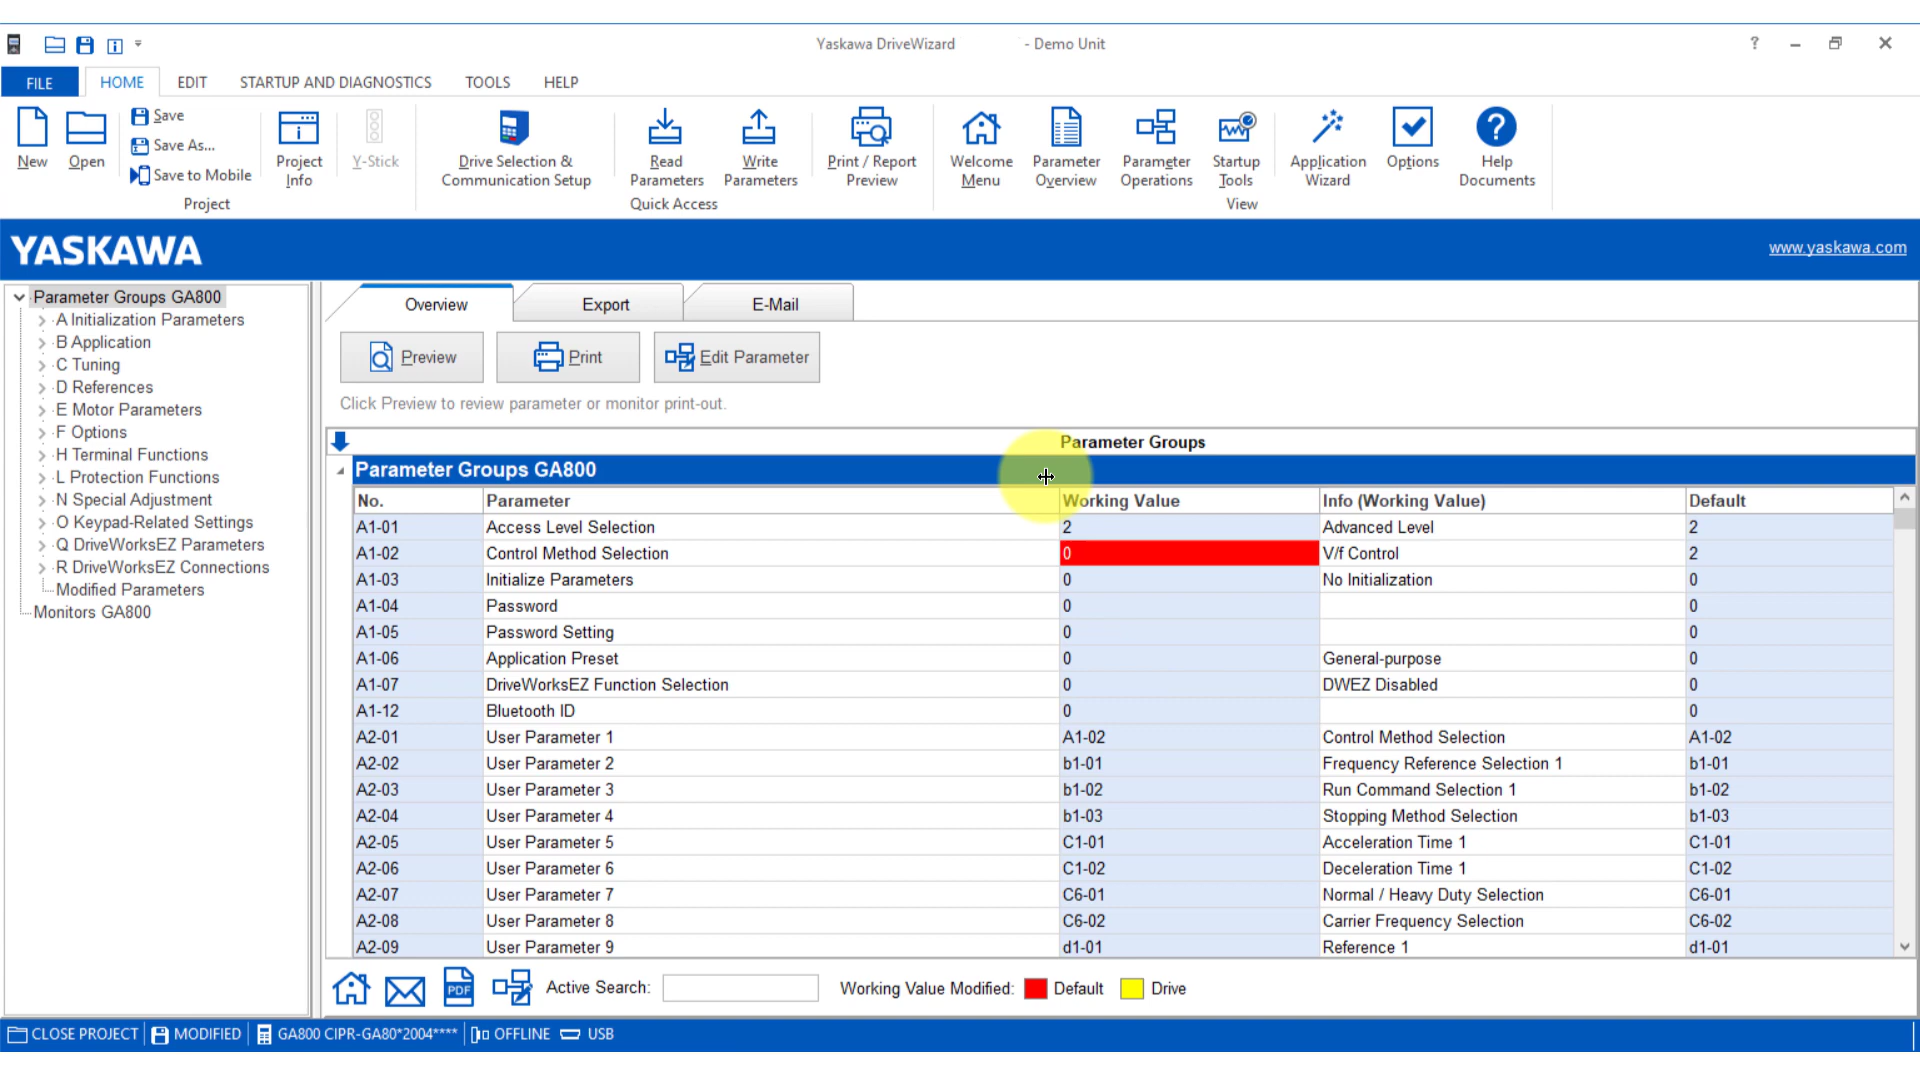 Yaskawa DriveWizard - Demo Unit
?
FILE HOME EDIT STARTUP AND DIAGNOSTICS TOOLS HELP
New
Open
Save
Save As...
Save to Mobile
Project
Project
Info
Y-Stick
Drive Selection &
Communication Setup
Read
Parameters
Write
Parameters
Print / Report
Preview
Quick Access
Welcome
Menu
Parameter
Overview
Parameter
Operations
Startup
Tools
Application
Wizard
Options
Help
Documents
View
YASKAWA
www.yaskawa.com
Parameter Groups GA800
A Initialization Parameters
B Application
C Tuning
D References
E Motor Parameters
F Options
H Terminal Functions
L Protection Functions
N Special Adjustment
O Keypad-Related Settings
Q DriveWorksEZ Parameters
R DriveWorksEZ Connections
Modified Parameters
Monitors GA800
Overview Export E-Mail
Preview Print Edit Parameter
Click Preview to review parameter or monitor print-out.
Parameter Groups
Parameter Groups GA800
No. Parameter Working Value Info (Working Value) Default
A1-01 Access Level Selection 2 Advanced Level 2
A1-02 Control Method Selection 0 V/f Control 2
A1-03 Initialize Parameters 0 No Initialization 0
A1-04 Password 0 0
A1-05 Password Setting 0 0
A1-06 Application Preset 0 General-purpose 0
A1-07 DriveWorksEZ Function Selection 0 DWEZ Disabled 0
A1-12 Bluetooth ID 0 0
A2-01 User Parameter 1 A1-02 Control Method Selection A1-02
A2-02 User Parameter 2 b1-01 Frequency Reference Selection 1 b1-01
A2-03 User Parameter 3 b1-02 Run Command Selection 1 b1-02
A2-04 User Parameter 4 b1-03 Stopping Method Selection b1-03
A2-05 User Parameter 5 C1-01 Acceleration Time 1 C1-01
A2-06 User Parameter 6 C1-02 Deceleration Time 1 C1-02
A2-07 User Parameter 7 C6-01 Normal / Heavy Duty Selection C6-01
A2-08 User Parameter 8 C6-02 Carrier Frequency Selection C6-02
A2-09 User Parameter 9 d1-01 Reference 1 d1-01
PDF Active Search: Working Value Modified: Default Drive
CLOSE PROJECT MODIFIED GA800 CIPR-GA80*2004**** OFFLINE USB